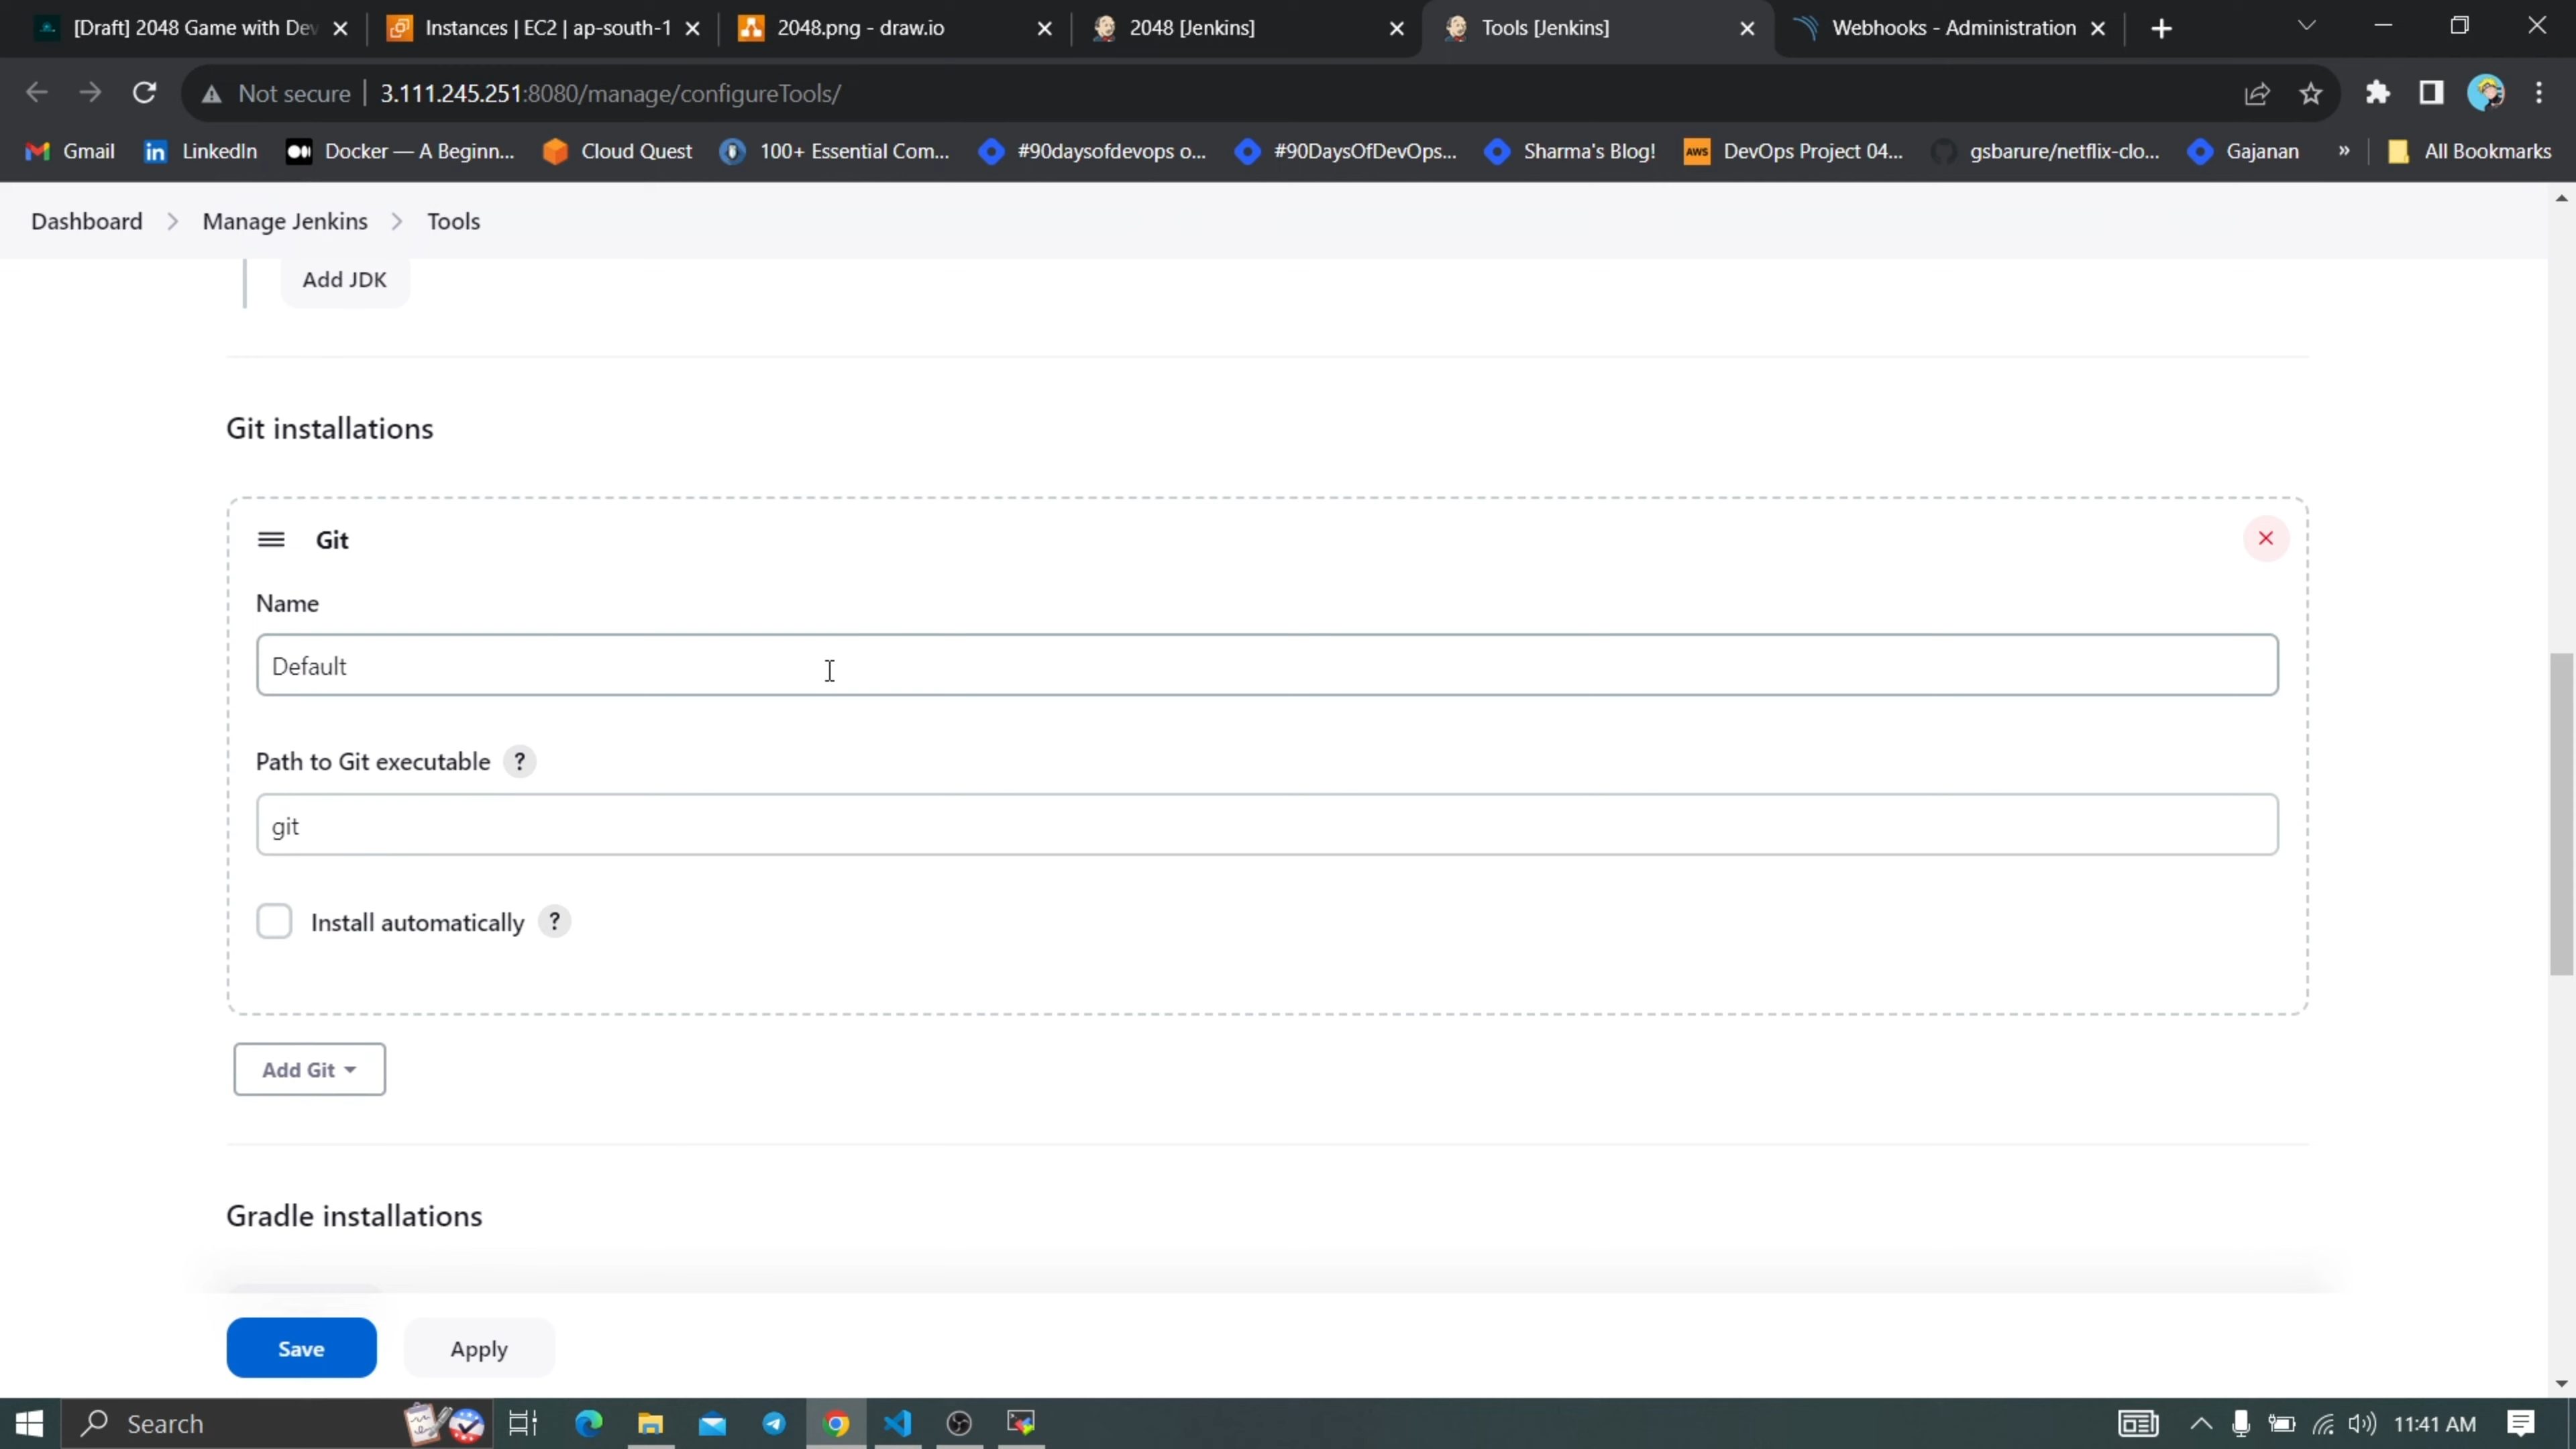 [Draft] 2048 Game with Dev
Instances | EC2 | ap-south-1
2048.png - draw.io
2048 [Jenkins]
Tools [Jenkins]
Webhooks - Administration
Not secure
3.111.245.251:8080/manage/configureTools/
Gmail
LinkedIn
Docker — A Beginn...
Cloud Quest
100+ Essential Com...
#90daysofdevops o...
#90DaysOfDevOps...
Sharma's Blog!
aws
DevOps Project 04...
gsbarure/netflix-clo...
Gajanan
»
All Bookmarks
Dashboard > Manage Jenkins > Tools
Add JDK
Git installations
Git
Name
Default
Path to Git executable ?
git
Install automatically ?
Add Git
Gradle installations
Save
Apply
Search
11:41 AM